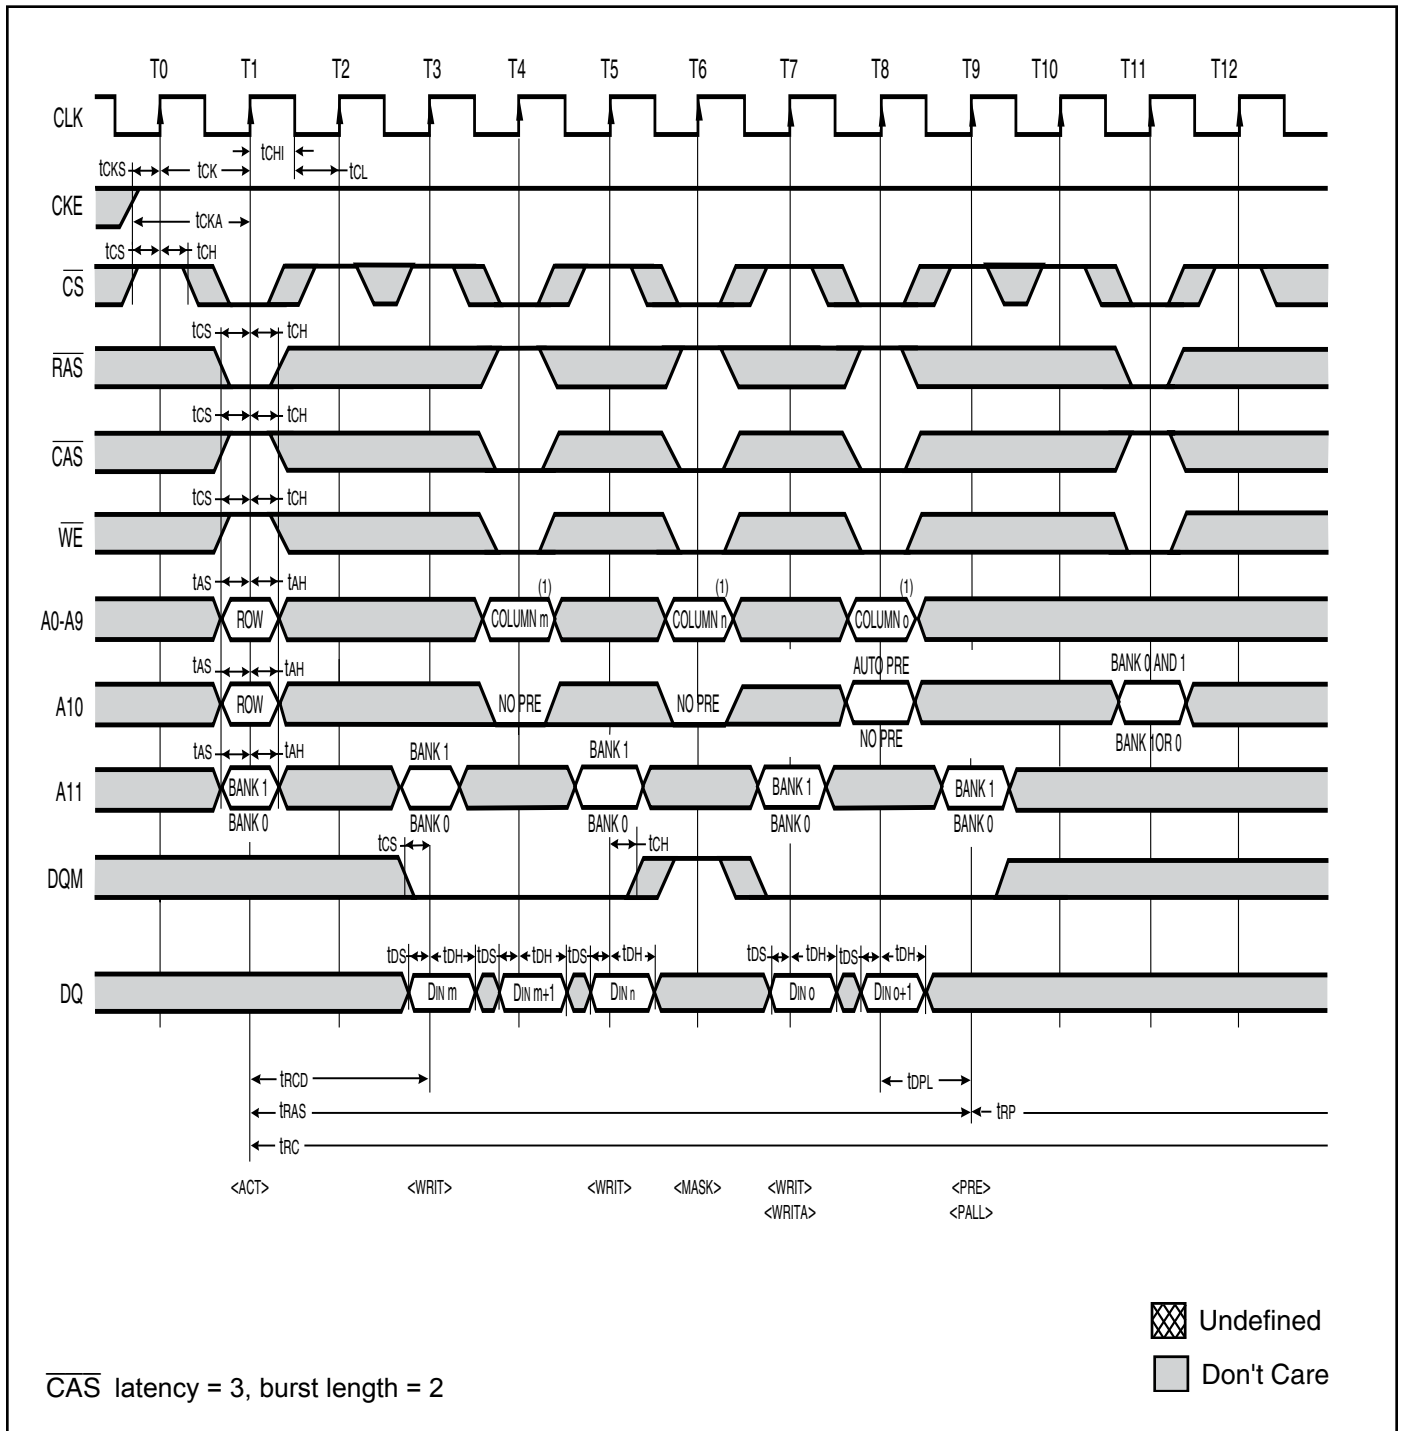 T0 T1 T2 T3 T4 T5 T6 T7 T8 T9 T10 T11 T12
CLK
tCHI
tCKS tCK tCL
CKE
tCKA
tCS tCH
CS
tCS tCH
RAS
tCS tCH
CAS
tCS tCH
WE
tAS tAH (1) (1) (1)
A0-A9 ROW COLUMN m COLUMN n COLUMN o
tAS tAH AUTO PRE BANK 0 AND 1
A10 ROW NO PRE NO PRE
NO PRE BANK 1OR 0
tAS tAH BANK 1 BANK 1
A11 BANK 1 BANK 1 BANK 1
BANK 0 BANK 0 BANK 0 BANK 0 BANK 0
tCS tCH
DQM
tDS tDH tDS tDH tDS tDH tDS tDH tDS tDH
DQ DIN m DIN m+1 DIN n DIN o DIN o+1
tRCD tDPL
tRAS tRP
tRC
<ACT> <WRIT> <WRIT> <MASK> <WRIT> <PRE>
<WRITA> <PALL>
Undefined
Don't Care
CAS latency = 3, burst length = 2